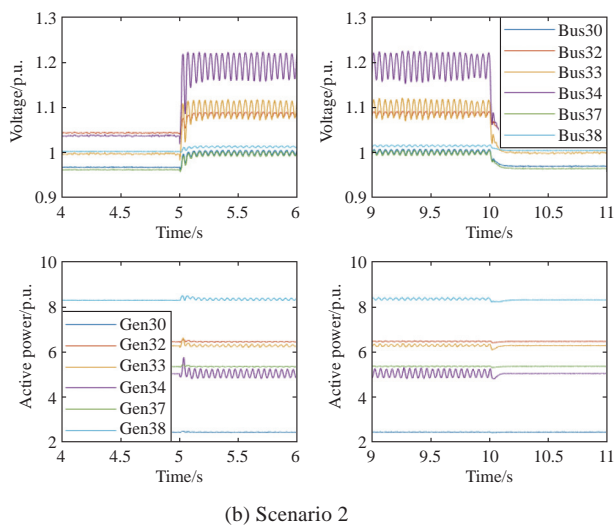 1.3
1.2
1.1
1
0.9
Voltage/p.u.
4 4.5 5 5.5 6
Time/s
1.3
1.2
1.1
1
0.9
Voltage/p.u.
Bus30
Bus32
Bus33
Bus34
Bus37
Bus38
9 9.5 10 10.5 11
Time/s
10
8
6
4
2
Active power/p.u.
Gen30
Gen32
Gen33
Gen34
Gen37
Gen38
4 4.5 5 5.5 6
Time/s
10
8
6
4
2
Active power/p.u.
9 9.5 10 10.5 11
Time/s
(b) Scenario 2